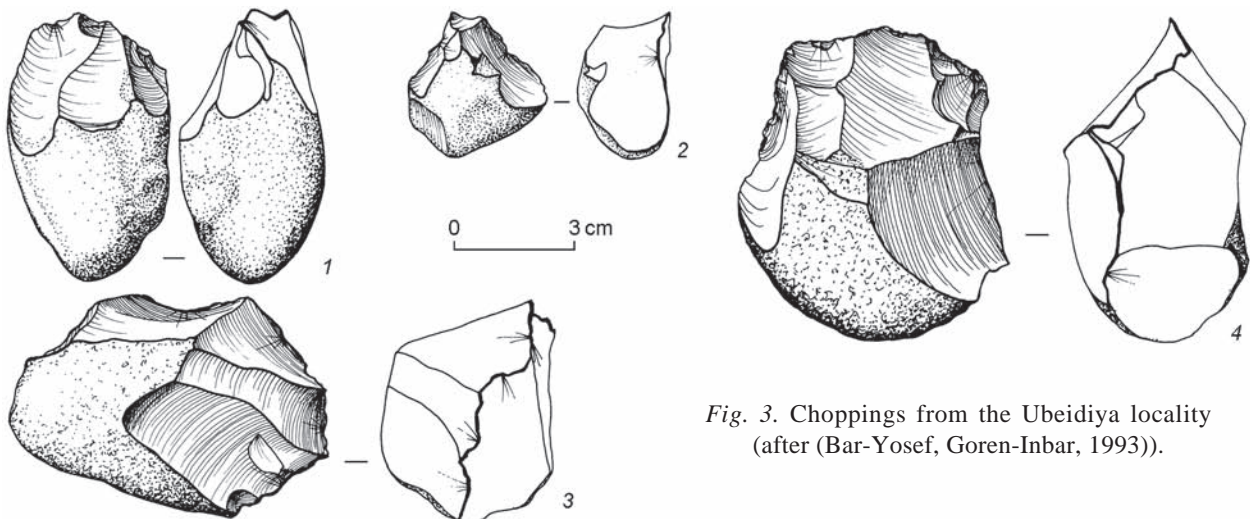 1
2
0 3 cm
3
4
Fig. 3. Choppings from the Ubeidiya locality
(after (Bar-Yosef, Goren-Inbar, 1993)).